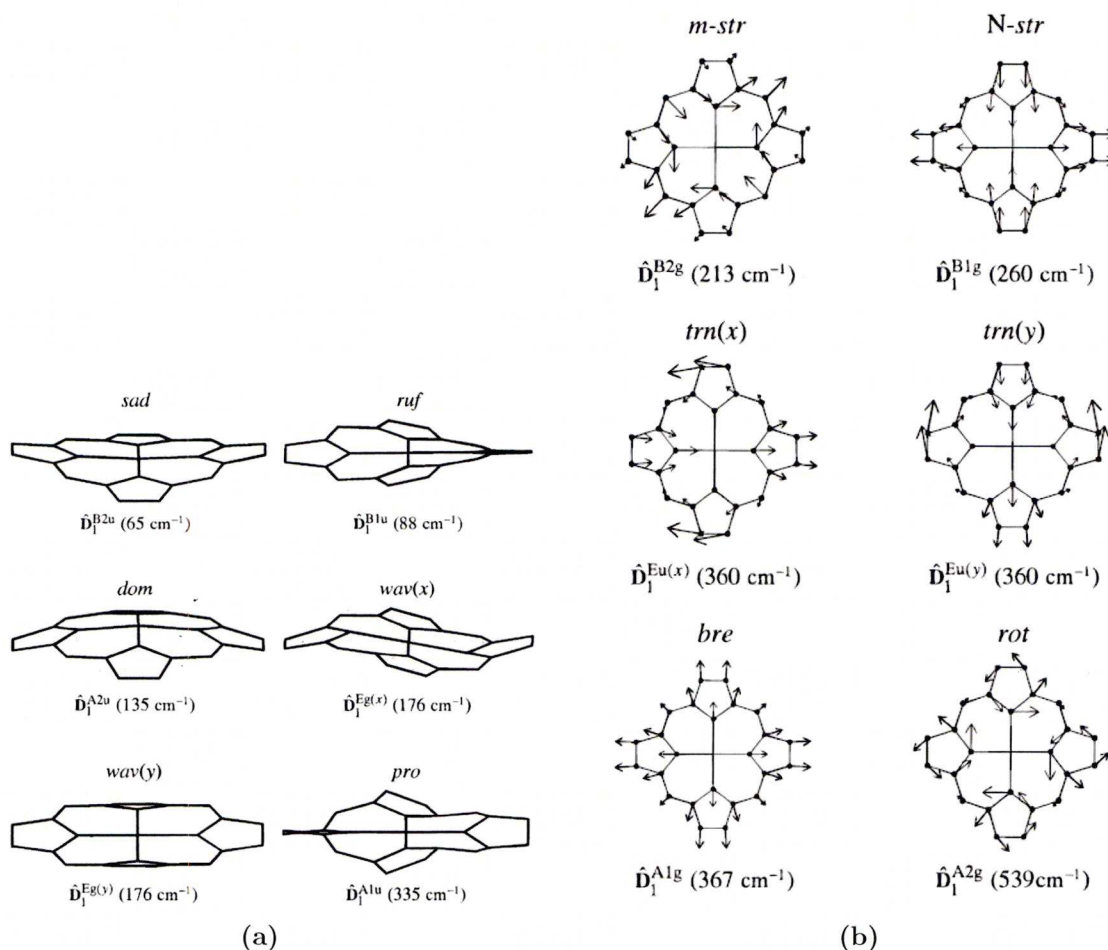 m-str N-str
D̂₁^B2g (213 cm⁻¹) D̂₁^B1g (260 cm⁻¹)
trn(x) trn(y)
D̂₁^Eu(x) (360 cm⁻¹) D̂₁^Eu(y) (360 cm⁻¹)
bre rot
D̂₁^A1g (367 cm⁻¹) D̂₁^A2g (539cm⁻¹)
sad ruf
D̂₁^B2u (65 cm⁻¹) D̂₁^B1u (88 cm⁻¹)
dom wav(x)
D̂₁^A2u (135 cm⁻¹) D̂₁^Eg(x) (176 cm⁻¹)
wav(y) pro
D̂₁^Eg(y) (176 cm⁻¹) D̂₁^A1u (335 cm⁻¹)
(a) (b)